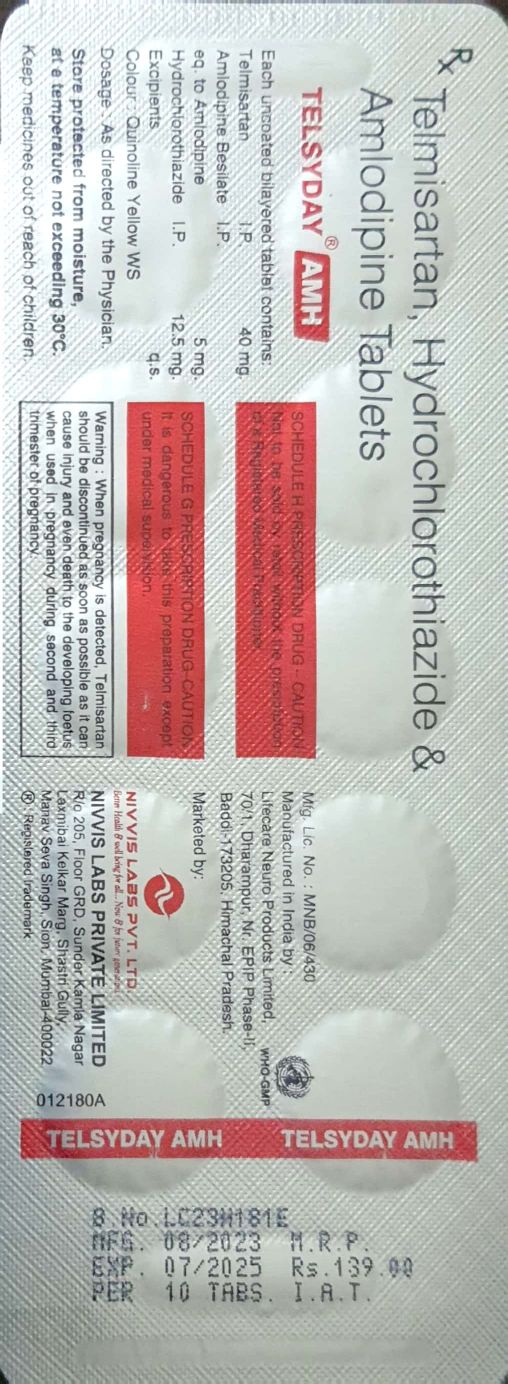 Rx
Telmisartan, Hydrochlorothiazide &
Amlodipine Tablets
TELSYDAY® AMH
Each uncoated bilayered tablet contains:
Telmisartan I.P. 40 mg.
Amlodipine Besilate I.P.
eq. to Amlodipine 5 mg.
Hydrochlorothiazide I.P. 12.5 mg.
Excipients q.s.
Colour : Quinoline Yellow WS
Dosage : As directed by the Physician.
Store protected from moisture,
at a temperature not exceeding 30°C.
Keep medicines out of reach of children.
SCHEDULE H PRESCRIPTION DRUG - CAUTION
Not to be sold by retail without the prescription
of a Registered Medical Practitioner.
SCHEDULE G PRESCRIPTION DRUG-CAUTION
It is dangerous to take this preparation except
under medical supervision.
Warning : When pregnancy is detected, Telmisartan
should be discontinued as soon as possible as it can
cause injury and even death to the developing foetus
when used in pregnancy during second and third
trimester of pregnancy.
Mfg. Lic. No. : MNB/06/430
Manufactured in India by :
Lifecare Neuro Products Limited,
70/1, Dharampur, Nr. EPIP Phase-II,
Baddi-173205, Himachal Pradesh.
WHO-GMP
Marketed by:
NIVVIS LABS PVT. LTD.
Better Health & well being for all... Now & for future generations
NIVVIS LABS PRIVATE LIMITED
R/o 205, Floor GRD, Sunder Kamla Nagar
Laxmibai Kelkar Marg, Shastri Gully,
Manav Seva Singh, Sion, Mumbai-400022
® : Registered trademark
012180A
TELSYDAY AMH TELSYDAY AMH
B.No LC23H181E
MFG. 08/2023 M.R.P.
EXP. 07/2025 Rs.139.00
PER 10 TABS. I.A.T.